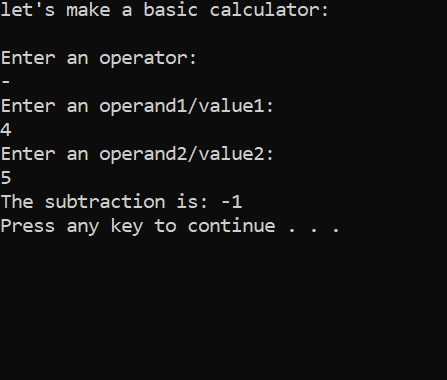 let's make a basic calculator:
Enter an operator:
-
Enter an operand1/value1:
4
Enter an operand2/value2:
5
The subtraction is: -1
Press any key to continue . . .